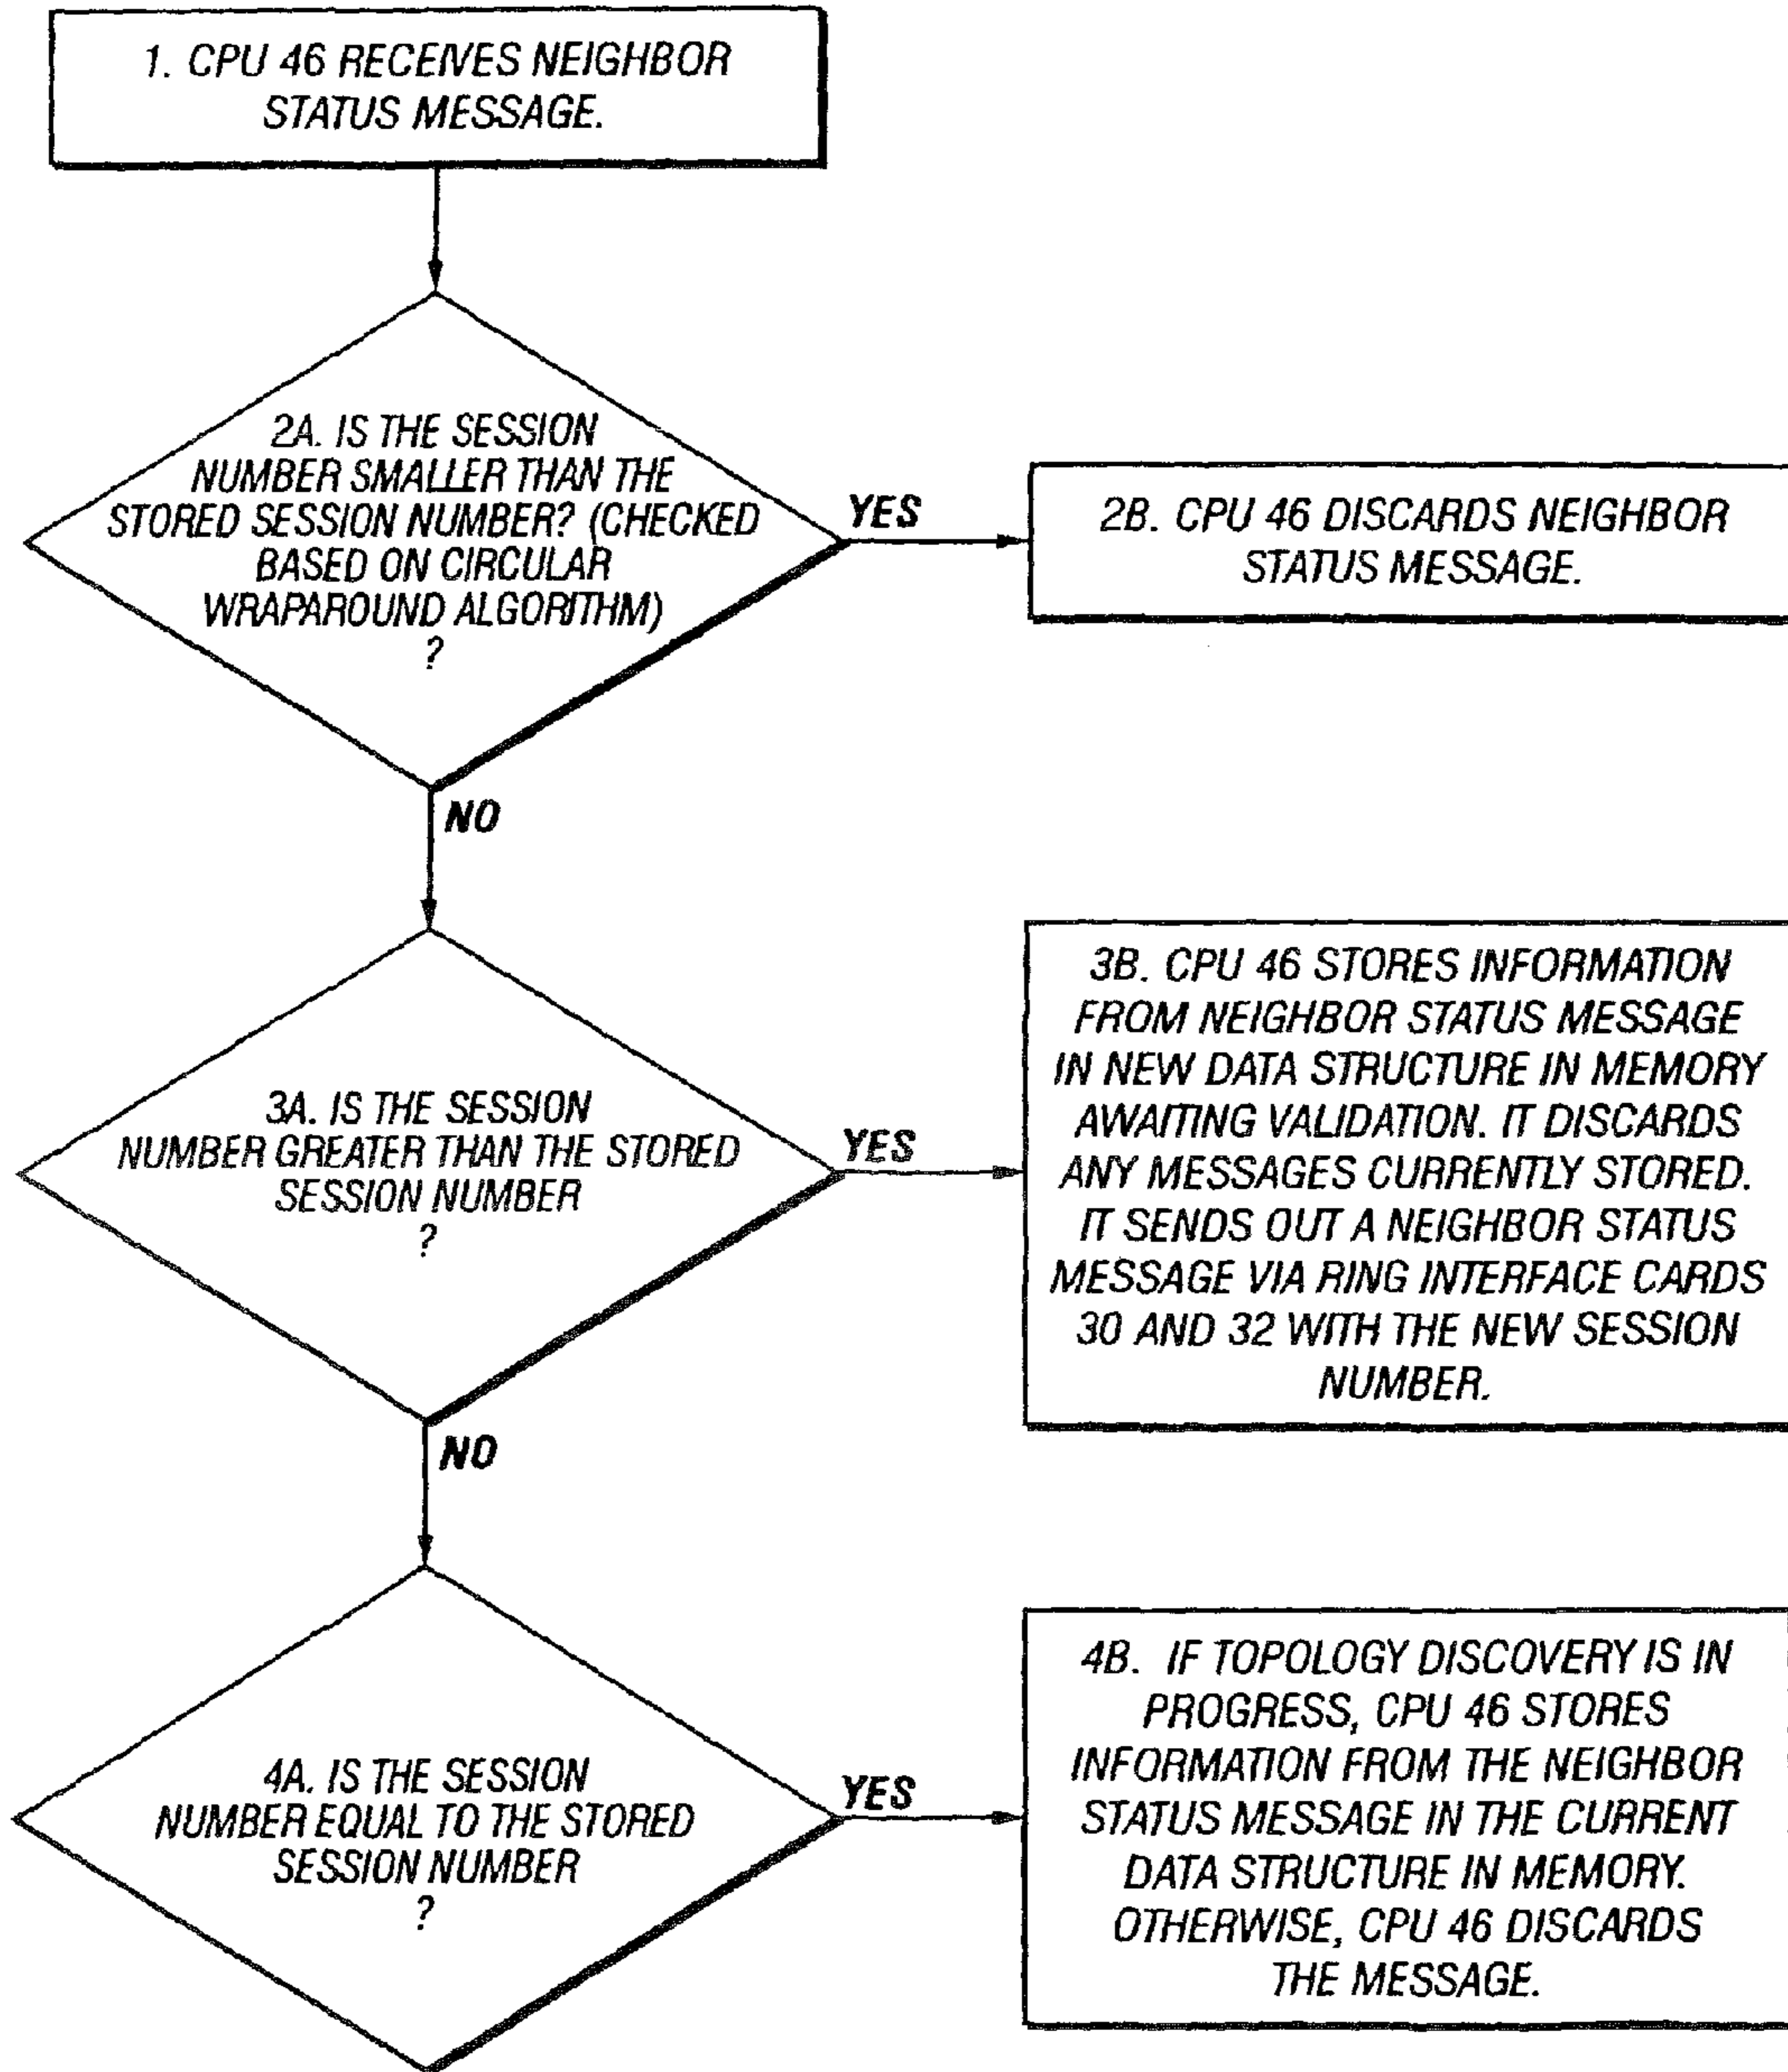 1. CPU 46 RECEIVES NEIGHBOR
STATUS MESSAGE.
2A. IS THE SESSION
NUMBER SMALLER THAN THE
STORED SESSION NUMBER? (CHECKED
BASED ON CIRCULAR
WRAPAROUND ALGORITHM)
?
YES
2B. CPU 46 DISCARDS NEIGHBOR
STATUS MESSAGE.
NO
3A. IS THE SESSION
NUMBER GREATER THAN THE STORED
SESSION NUMBER
?
YES
3B. CPU 46 STORES INFORMATION
FROM NEIGHBOR STATUS MESSAGE
IN NEW DATA STRUCTURE IN MEMORY
AWAITING VALIDATION. IT DISCARDS
ANY MESSAGES CURRENTLY STORED.
IT SENDS OUT A NEIGHBOR STATUS
MESSAGE VIA RING INTERFACE CARDS
30 AND 32 WITH THE NEW SESSION
NUMBER.
NO
4A. IS THE SESSION
NUMBER EQUAL TO THE STORED
SESSION NUMBER
?
YES
4B. IF TOPOLOGY DISCOVERY IS IN
PROGRESS, CPU 46 STORES
INFORMATION FROM THE NEIGHBOR
STATUS MESSAGE IN THE CURRENT
DATA STRUCTURE IN MEMORY.
OTHERWISE, CPU 46 DISCARDS
THE MESSAGE.